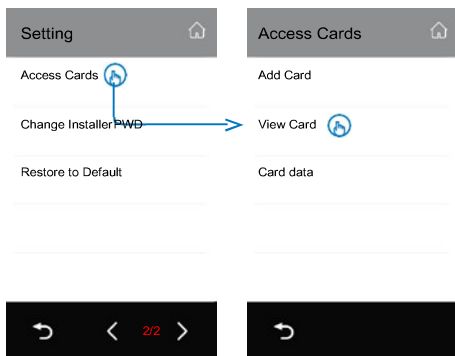 Setting
Access Cards
Change Installer PWD
Restore to Default
2/2
Access Cards
Add Card
View Card
Card data